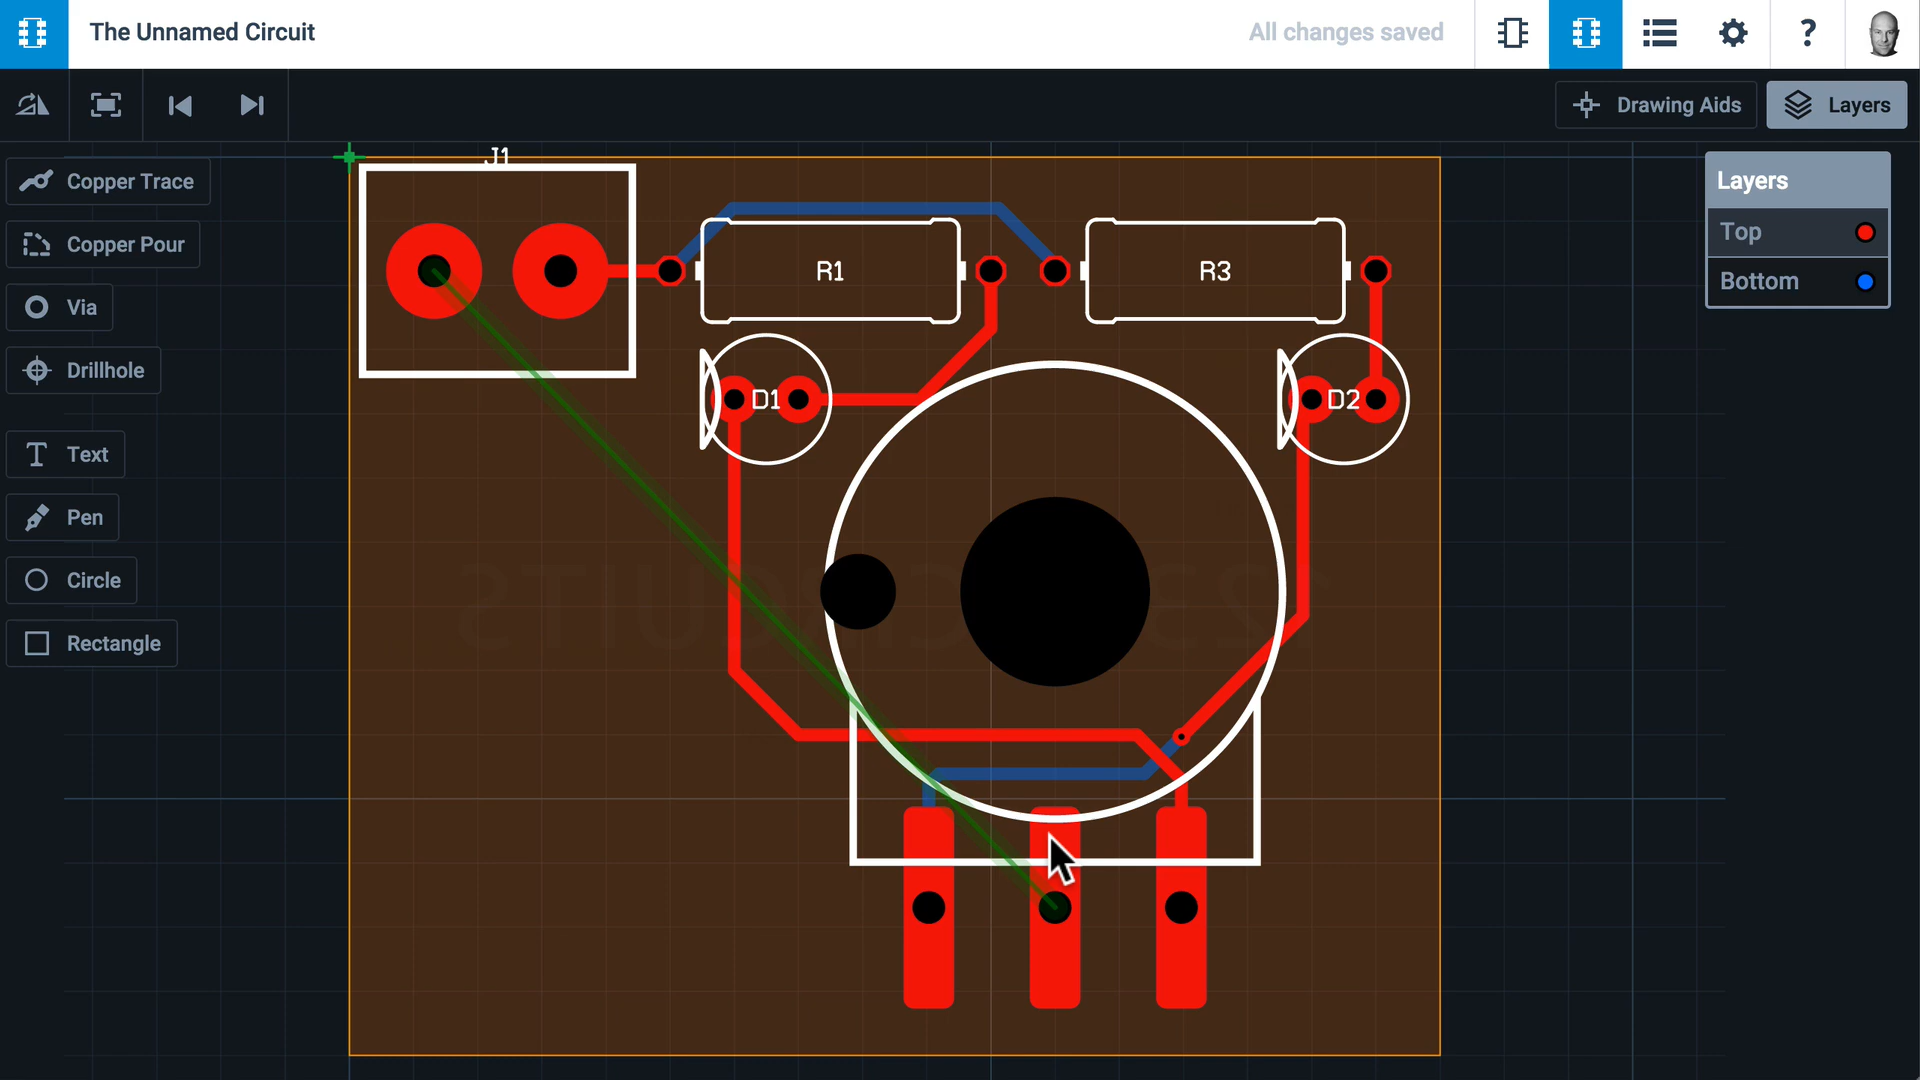 The Unnamed Circuit
All changes saved
?
Drawing Aids
Layers
J1
Copper Trace
Copper Pour
Via
Drillhole
Text
Pen
Circle
Rectangle
Layers
Top
Bottom
R1
R3
D1
D2